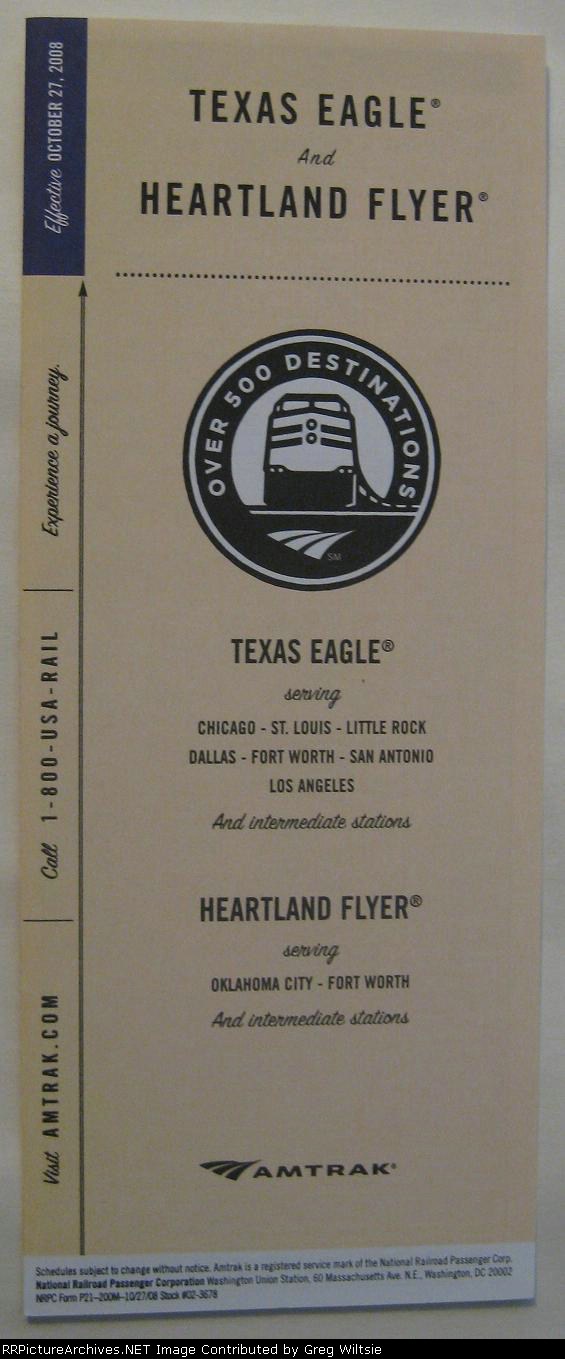 TEXAS EAGLE®
And
HEARTLAND FLYER®
Effective OCTOBER 27, 2008
Experience a journey.
Call 1-800-USA-RAIL
Visit AMTRAK.COM
OVER 500 DESTINATIONS
SM
TEXAS EAGLE®
serving
CHICAGO - ST. LOUIS - LITTLE ROCK
DALLAS - FORT WORTH - SAN ANTONIO
LOS ANGELES
And intermediate stations
HEARTLAND FLYER®
serving
OKLAHOMA CITY - FORT WORTH
And intermediate stations
AMTRAK®
Schedules subject to change without notice. Amtrak is a registered service mark of the National Railroad Passenger Corp.
National Railroad Passenger Corporation Washington Union Station, 60 Massachusetts Ave. N.E., Washington, DC 20002
NRPC Form P21–200M–10/27/08 Stock #02-3678
RRPictureArchives.NET Image Contributed by Greg Wiltsie